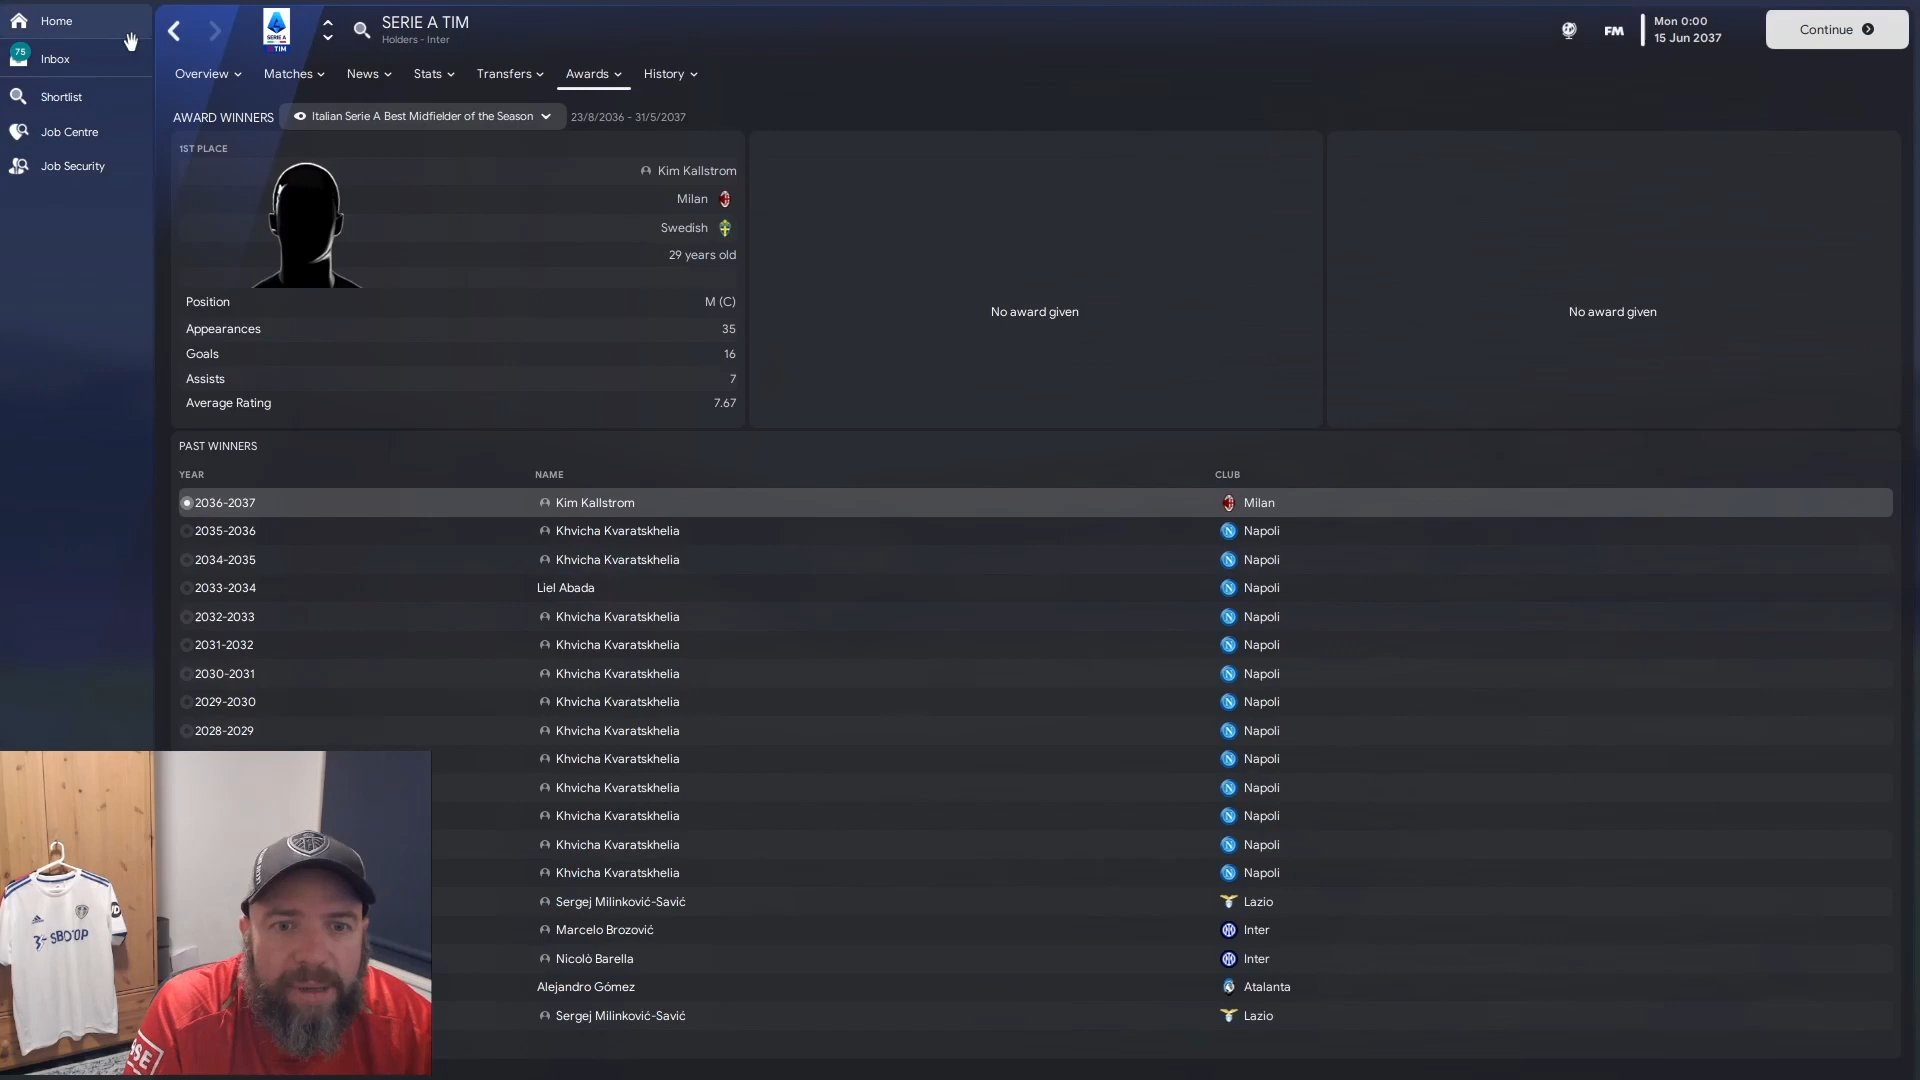 Home
75
Inbox
Shortlist
Job Centre
Job Security
SERIE A
TIM
SERIE A TIM
Holders - Inter
FM
Mon 0:00
15 Jun 2037
Continue
Overview
Matches
News
Stats
Transfers
Awards
History
AWARD WINNERS
Italian Serie A Best Midfielder of the Season
23/8/2036 - 31/5/2037
1ST PLACE
Kim Kallstrom
Milan
Swedish
29 years old
Position M (C)
Appearances 35
Goals 16
Assists 7
Average Rating 7.67
No award given
No award given
PAST WINNERS
YEAR NAME CLUB
2036-2037 Kim Kallstrom Milan
2035-2036 Khvicha Kvaratskhelia Napoli
2034-2035 Khvicha Kvaratskhelia Napoli
2033-2034 Liel Abada Napoli
2032-2033 Khvicha Kvaratskhelia Napoli
2031-2032 Khvicha Kvaratskhelia Napoli
2030-2031 Khvicha Kvaratskhelia Napoli
2029-2030 Khvicha Kvaratskhelia Napoli
2028-2029 Khvicha Kvaratskhelia Napoli
Khvicha Kvaratskhelia Napoli
Khvicha Kvaratskhelia Napoli
Khvicha Kvaratskhelia Napoli
Khvicha Kvaratskhelia Napoli
Khvicha Kvaratskhelia Napoli
Sergej Milinković-Savić Lazio
Marcelo Brozović Inter
Nicolò Barella Inter
Alejandro Gómez Atalanta
Sergej Milinković-Savić Lazio
SBOTOP